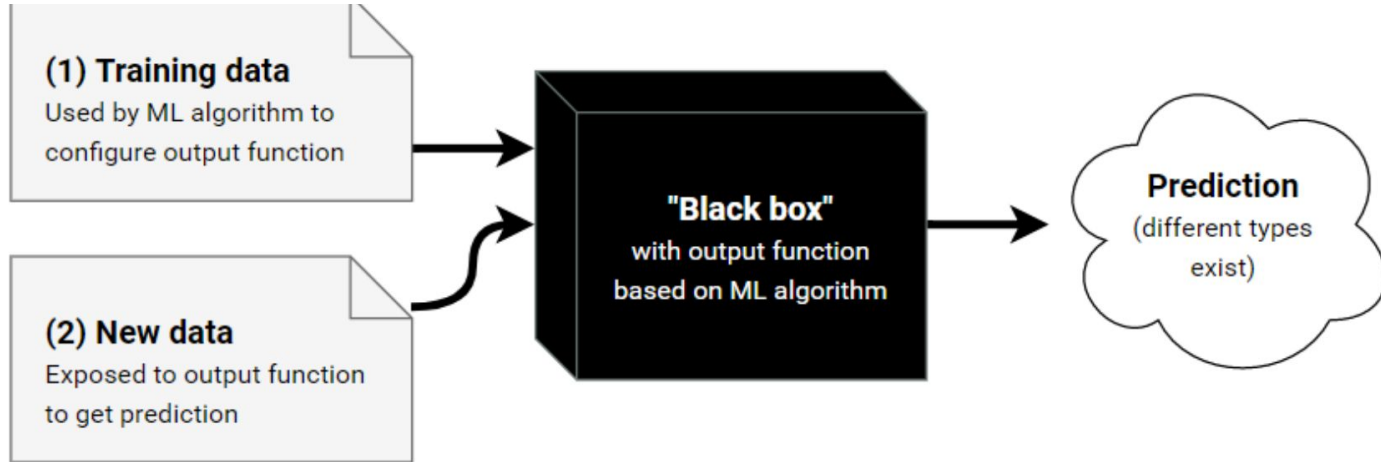 (1) Training data
Used by ML algorithm to
configure output function
(2) New data
Exposed to output function
to get prediction
"Black box"
with output function
based on ML algorithm
Prediction
(different types
exist)